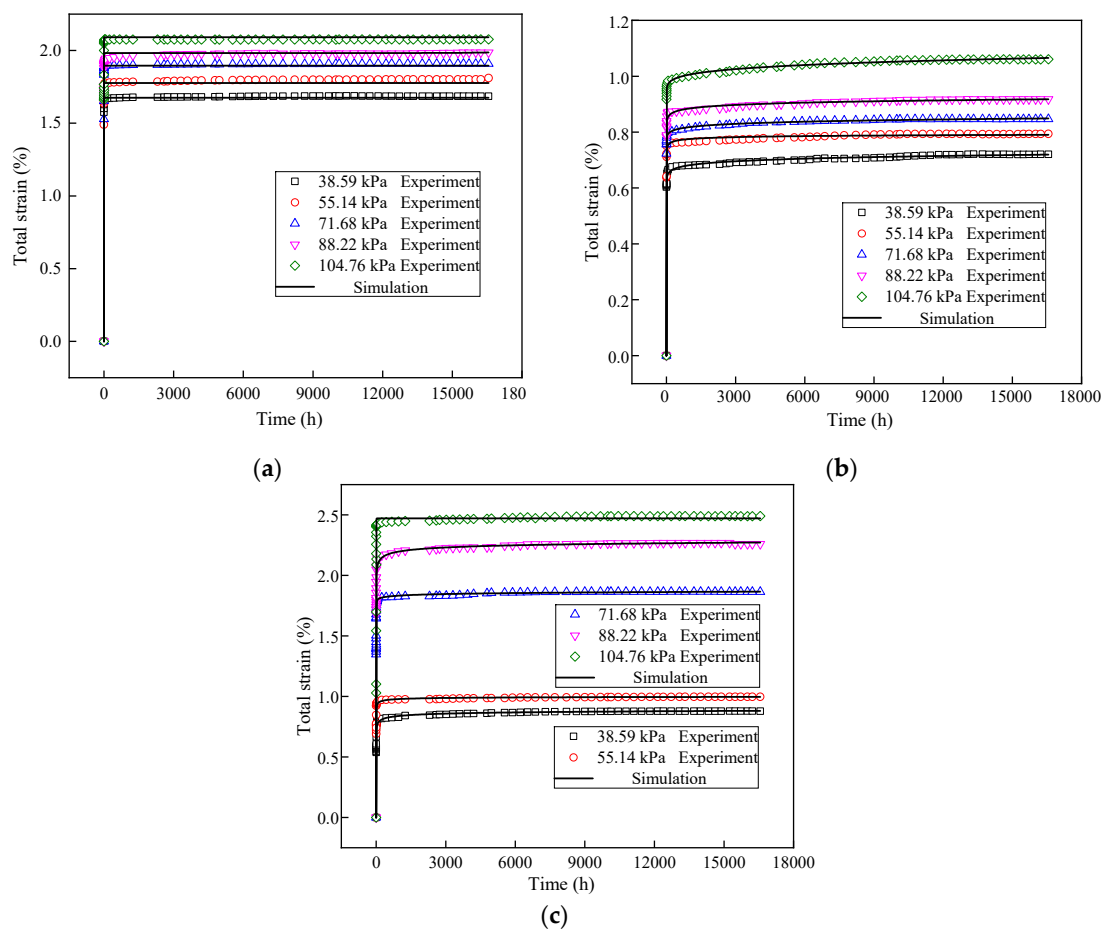 2.0
1.5
1.0
0.5
0.0
Total strain (%)
38.59 kPa Experiment
55.14 kPa Experiment
71.68 kPa Experiment
88.22 kPa Experiment
104.76 kPa Experiment
Simulation
0 3000 6000 9000 12000 15000 180
Time (h)
(a)
1.2
1.0
0.8
0.6
0.4
0.2
0.0
Total strain (%)
38.59 kPa Experiment
55.14 kPa Experiment
71.68 kPa Experiment
88.22 kPa Experiment
104.76 kPa Experiment
Simulation
0 3000 6000 9000 12000 15000 18000
Time (h)
(b)
2.5
2.0
1.5
1.0
0.5
0.0
Total strain (%)
71.68 kPa Experiment
88.22 kPa Experiment
104.76 kPa Experiment
Simulation
38.59 kPa Experiment
55.14 kPa Experiment
Simulation
0 3000 6000 9000 12000 15000 18000
Time (h)
(c)